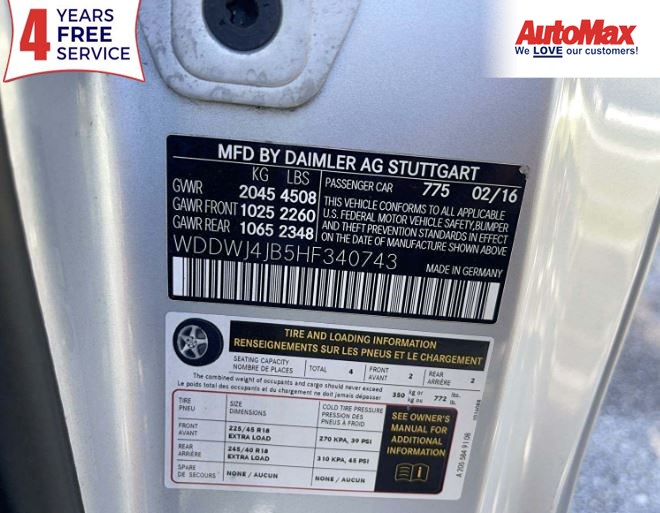 4 YEARS
FREE
SERVICE
AutoMax
We LOVE our customers!
MFD BY DAIMLER AG STUTTGART
KG LBS
GVWR 2045 4508
GAWR FRONT 1025 2260
GAWR REAR 1065 2348
PASSENGER CAR 775 02/16
THIS VEHICLE CONFORMS TO ALL APPLICABLE
U.S. FEDERAL MOTOR VEHICLE SAFETY, BUMPER
AND THEFT PREVENTION STANDARDS IN EFFECT
ON THE DATE OF MANUFACTURE SHOWN ABOVE
WDDWJ4JB5HF340743
MADE IN GERMANY
TIRE AND LOADING INFORMATION
RENSEIGNEMENTS SUR LES PNEUS ET LE CHARGEMENT
SEATING CAPACITY
NOMBRE DE PLACES
TOTAL 4
FRONT
AVANT
2
REAR
ARRIÈRE
2
The combined weight of occupants and cargo should never exceed
Le poids total des occupants et du chargement ne doit jamais dépasser
350 kg or
kg ou
772 lbs.
lb.
TIRE
PNEU
SIZE
DIMENSIONS
COLD TIRE PRESSURE
PRESSION DES
PNEUS À FROID
FRONT
AVANT
225/45 R18
EXTRA LOAD
270 KPA, 39 PSI
REAR
ARRIÈRE
245/40 R18
EXTRA LOAD
310 KPA, 45 PSI
SPARE
DE SECOURS
NONE / AUCUN
NONE / AUCUN
SEE OWNER'S
MANUAL FOR
ADDITIONAL
INFORMATION
A 205 584 91 08